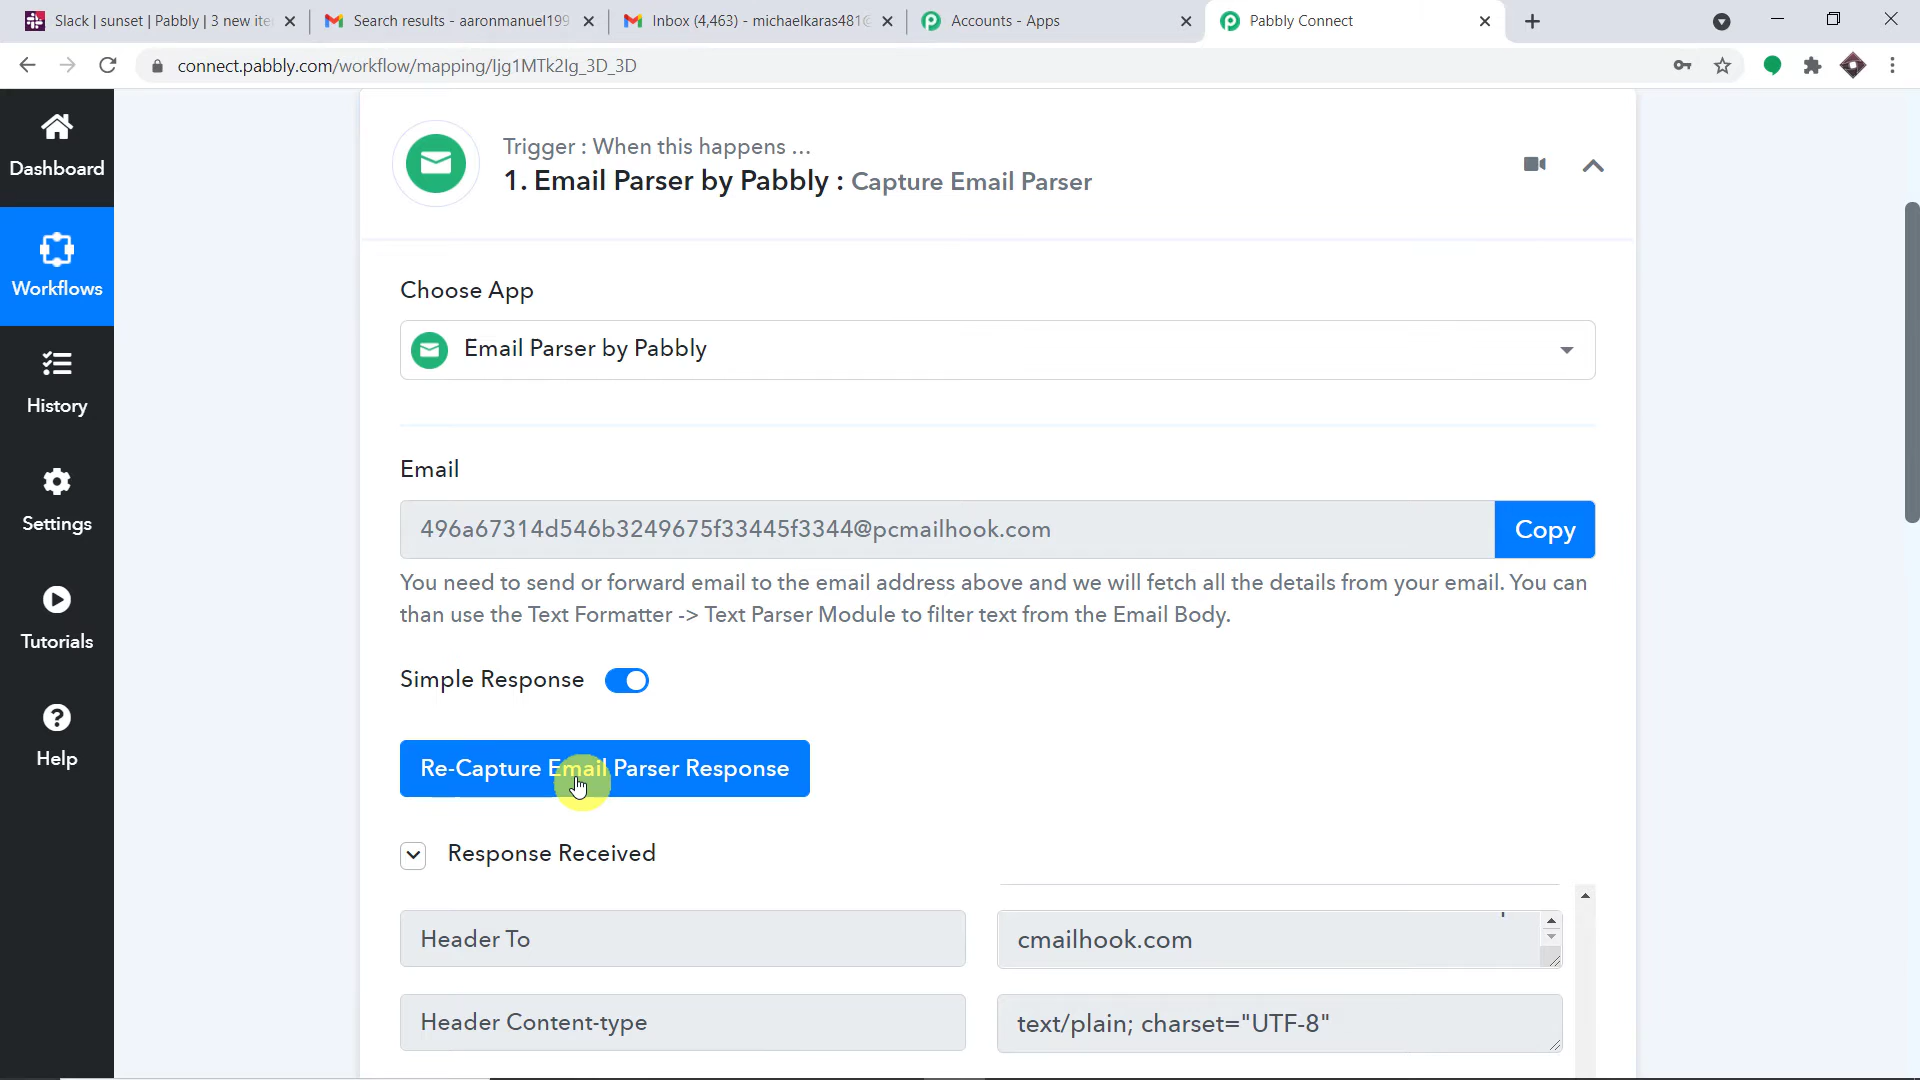 Slack | sunset | Pabbly | 3 new ite
Search results - aaronmanuel199
Inbox (4,463) - michaelkaras481@
Accounts - Apps
Pabbly Connect
connect.pabbly.com/workflow/mapping/Ijg1MTk2Ig_3D_3D
Dashboard
Workflows
History
Settings
Tutorials
Help
Trigger : When this happens ...
1. Email Parser by Pabbly : Capture Email Parser
Choose App
Email Parser by Pabbly
Email
496a67314d546b3249675f33445f3344@pcmailhook.com
Copy
You need to send or forward email to the email address above and we will fetch all the details from your email. You can
than use the Text Formatter -> Text Parser Module to filter text from the Email Body.
Simple Response
Re-Capture Email Parser Response
Response Received
Header To
cmailhook.com
Header Content-type
text/plain; charset="UTF-8"